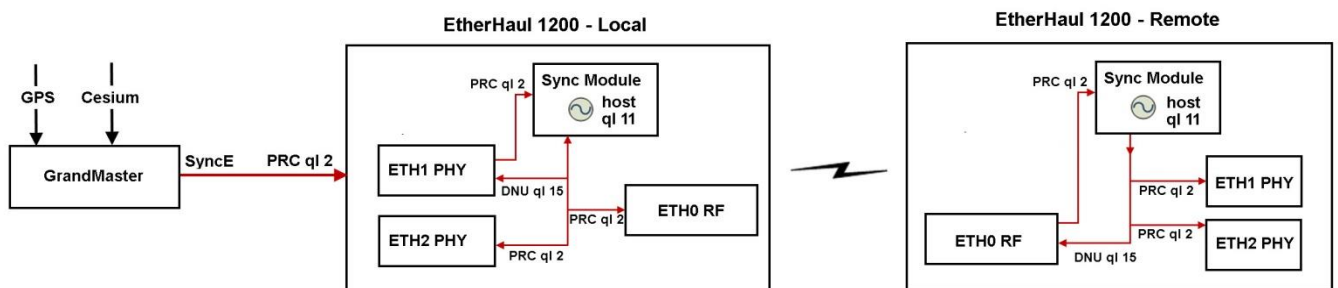 EtherHaul 1200 - Local
EtherHaul 1200 - Remote
GPS
Cesium
GrandMaster
SyncE
PRC ql 2
PRC ql 2
Sync Module
host
ql 11
ETH1 PHY
DNU ql 15
PRC ql 2
ETH0 RF
ETH2 PHY
PRC ql 2
PRC ql 2
Sync Module
host
ql 11
ETH1 PHY
PRC ql 2
PRC ql 2
ETH2 PHY
ETH0 RF
DNU ql 15